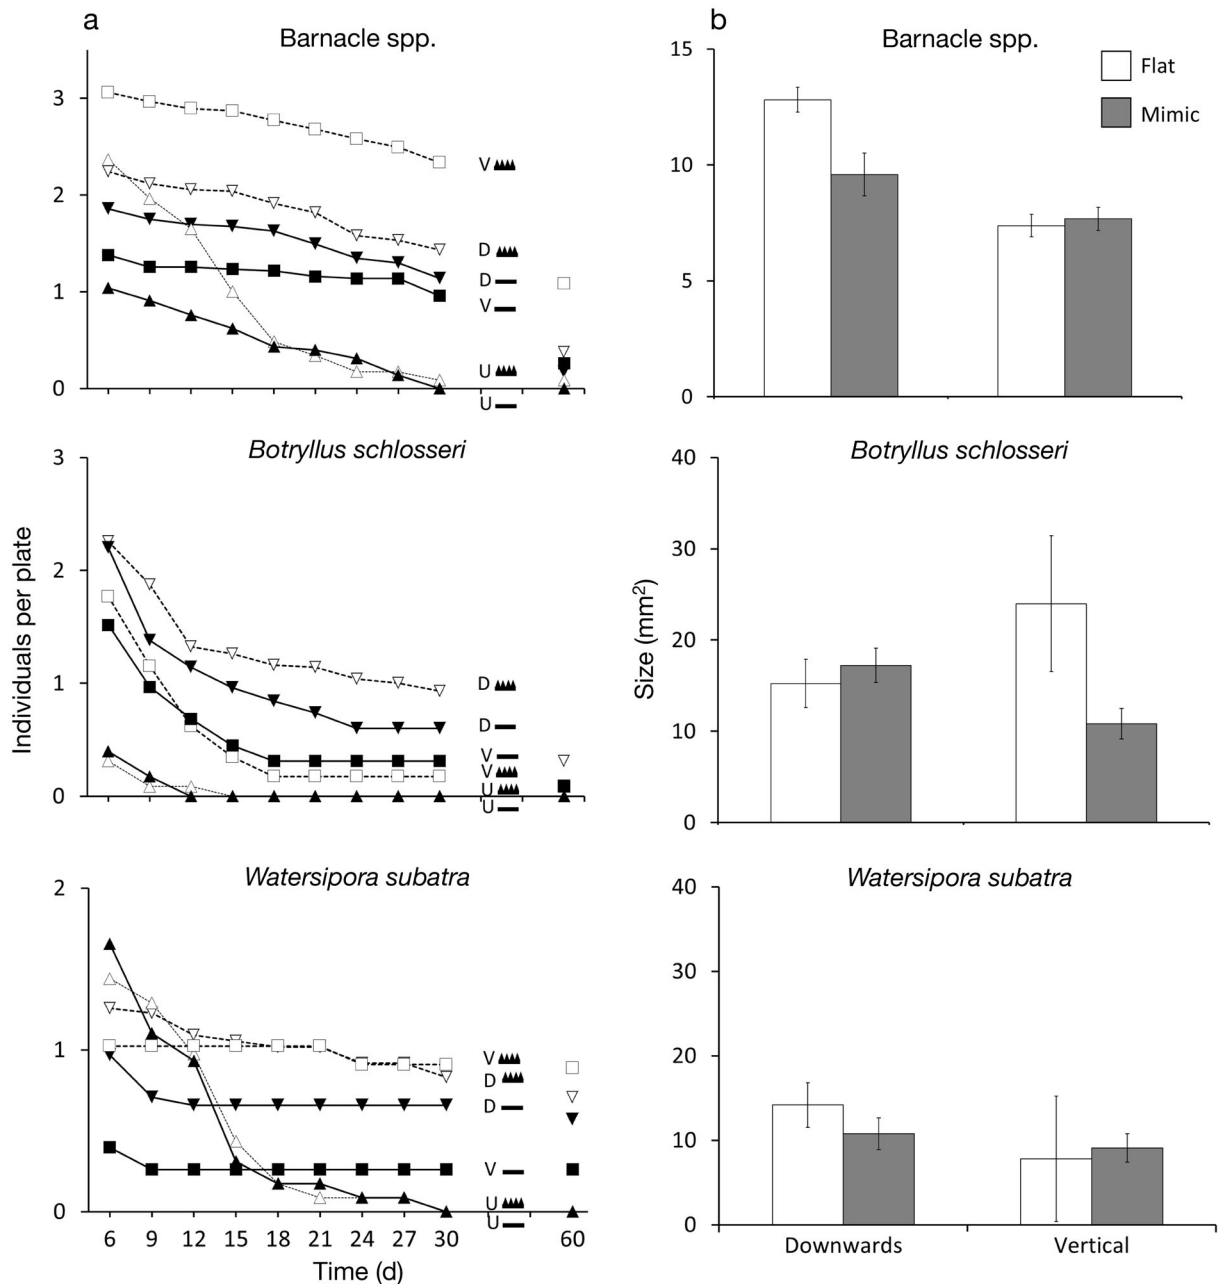 a
b
Barnacle spp.
3
2
1
0
V
D
D
V
U
U
Barnacle spp.
15
10
5
0
Flat
Mimic
Botryllus schlosseri
3
2
1
0
D
D
V
V
U
U
Individuals per plate
Botryllus schlosseri
40
30
20
10
0
Size (mm²)
Watersipora subatra
2
1
0
V
D
D
V
U
U
6 9 12 15 18 21 24 27 30 60
Time (d)
Watersipora subatra
40
30
20
10
0
Downwards Vertical